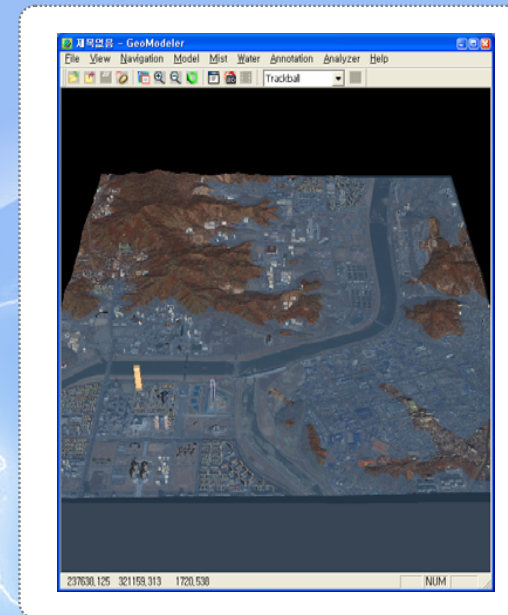 제목없음 - GeoModeler
File View Navigation Model Mist Water Annotation Analyzer Help
Trackball
237638,125 321159,313 1720,538 NUM